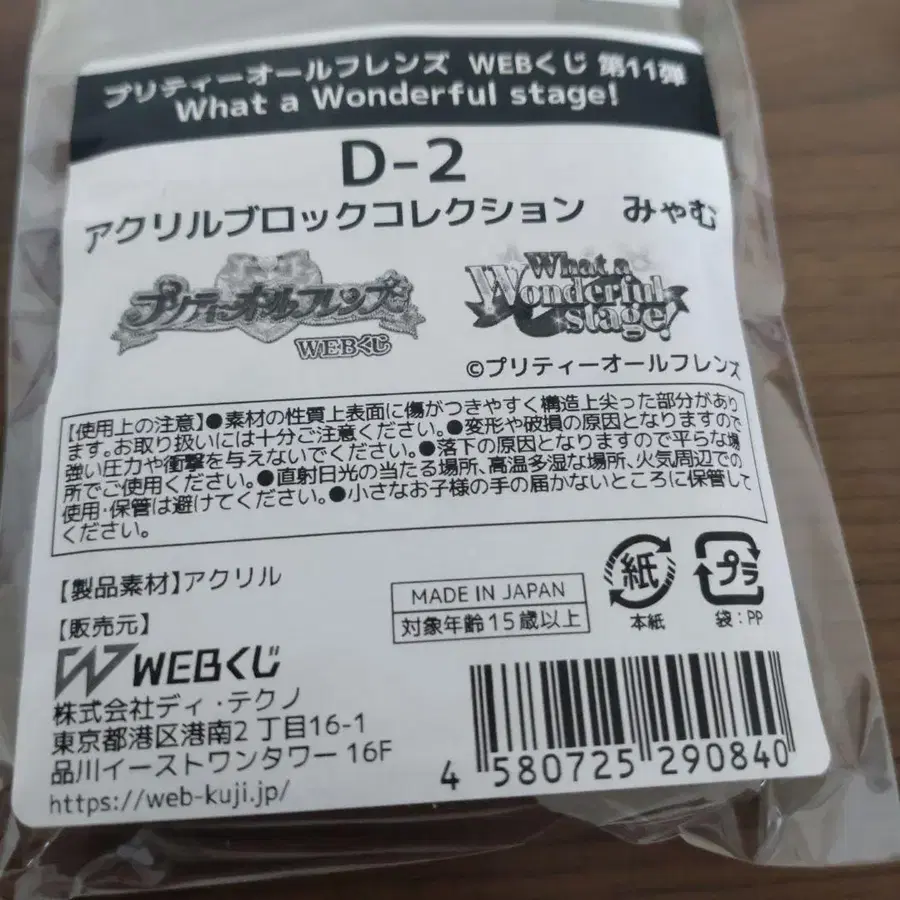 プリティーオールフレンズ WEBくじ 第11弾
What a Wonderful stage!
D-2
アクリルブロックコレクション みゃむ
プリティーオールフレンズ
WEBくじ
What a
Wonderful
stage!
©プリティーオールフレンズ
【使用上の注意】●素材の性質上表面に傷がつきやすく構造上尖った部分があり
ます。お取り扱いには十分ご注意ください。●変形や破損の原因となりますので
強い圧力や衝撃を与えないでください。●落下の原因となりますので平らな場
所でご使用ください。●直射日光の当たる場所、高温多湿な場所、火気周辺での
使用・保管は避けてください。●小さなお子様の手の届かないところに保管して
ください。
【製品素材】アクリル
【販売元】
WEBくじ
株式会社ディ・テクノ
東京都港区港南2丁目16-1
品川イーストワンタワー16F
https://web-kuji.jp/
MADE IN JAPAN
対象年齢15歳以上
紙
本紙
プラ
袋:PP
4 580725 290840